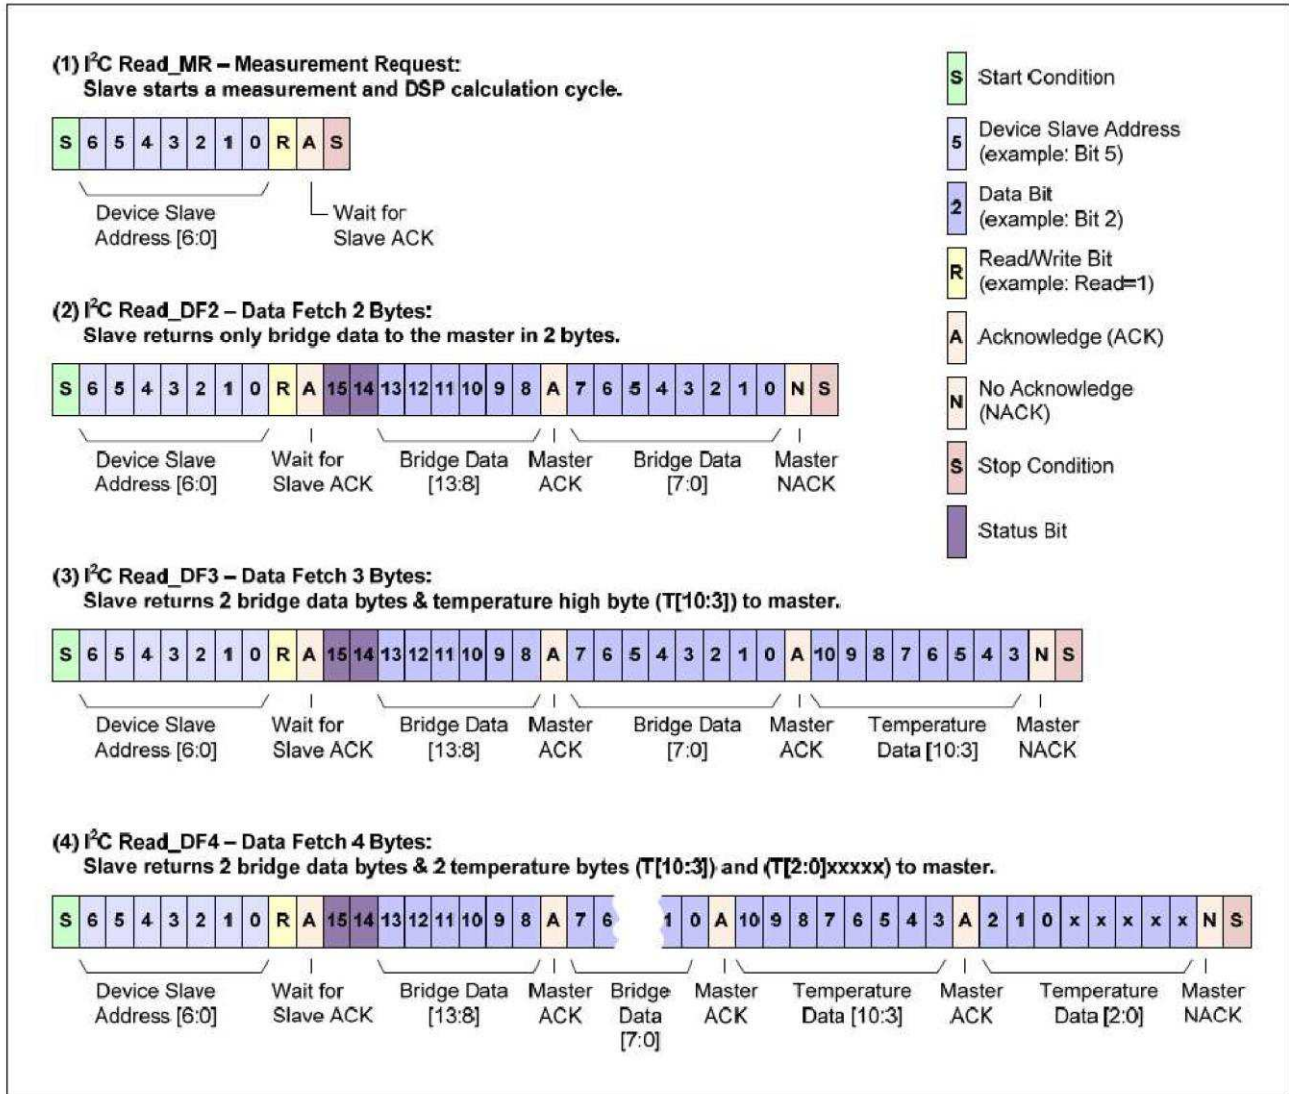 (1) I²C Read_MR – Measurement Request:
Slave starts a measurement and DSP calculation cycle.
S 6 5 4 3 2 1 0 R A S
Device Slave
Address [6:0]
Wait for
Slave ACK
(2) I²C Read_DF2 – Data Fetch 2 Bytes:
Slave returns only bridge data to the master in 2 bytes.
S 6 5 4 3 2 1 0 R A 15 14 13 12 11 10 9 8 A 7 6 5 4 3 2 1 0 N S
Device Slave
Address [6:0]
Wait for
Slave ACK
Bridge Data
[13:8]
Master
ACK
Bridge Data
[7:0]
Master
NACK
(3) I²C Read_DF3 – Data Fetch 3 Bytes:
Slave returns 2 bridge data bytes & temperature high byte (T[10:3]) to master.
S 6 5 4 3 2 1 0 R A 15 14 13 12 11 10 9 8 A 7 6 5 4 3 2 1 0 A 10 9 8 7 6 5 4 3 N S
Device Slave
Address [6:0]
Wait for
Slave ACK
Bridge Data
[13:8]
Master
ACK
Bridge Data
[7:0]
Master
ACK
Temperature
Data [10:3]
Master
NACK
(4) I²C Read_DF4 – Data Fetch 4 Bytes:
Slave returns 2 bridge data bytes & 2 temperature bytes (T[10:3]) and (T[2:0]xxxxx) to master.
S 6 5 4 3 2 1 0 R A 15 14 13 12 11 10 9 8 A 7 6 1 0 A 10 9 8 7 6 5 4 3 A 2 1 0 x x x x x N S
Device Slave
Address [6:0]
Wait for
Slave ACK
Bridge Data
[13:8]
Master
ACK
Bridge
Data
[7:0]
Master
ACK
Temperature
Data [10:3]
Master
ACK
Temperature
Data [2:0]
Master
NACK
S Start Condition
5 Device Slave Address
(example: Bit 5)
2 Data Bit
(example: Bit 2)
R Read/Write Bit
(example: Read=1)
A Acknowledge (ACK)
N No Acknowledge
(NACK)
S Stop Condition
Status Bit